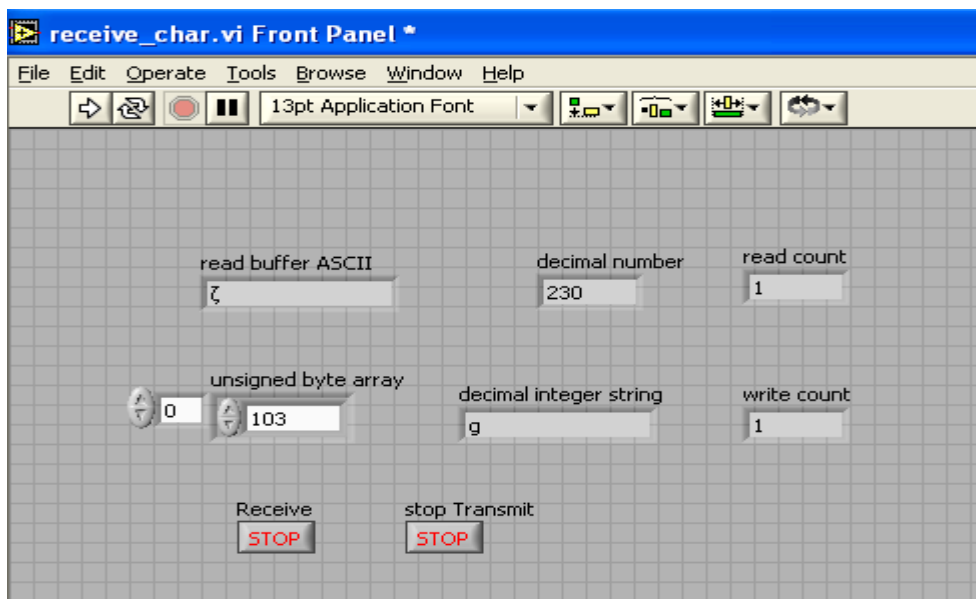 receive_char.vi Front Panel *
File Edit Operate Tools Browse Window Help
13pt Application Font
read buffer ASCII decimal number read count
ζ 230 1
unsigned byte array decimal integer string write count
0 103 g 1
Receive stop Transmit
STOP STOP